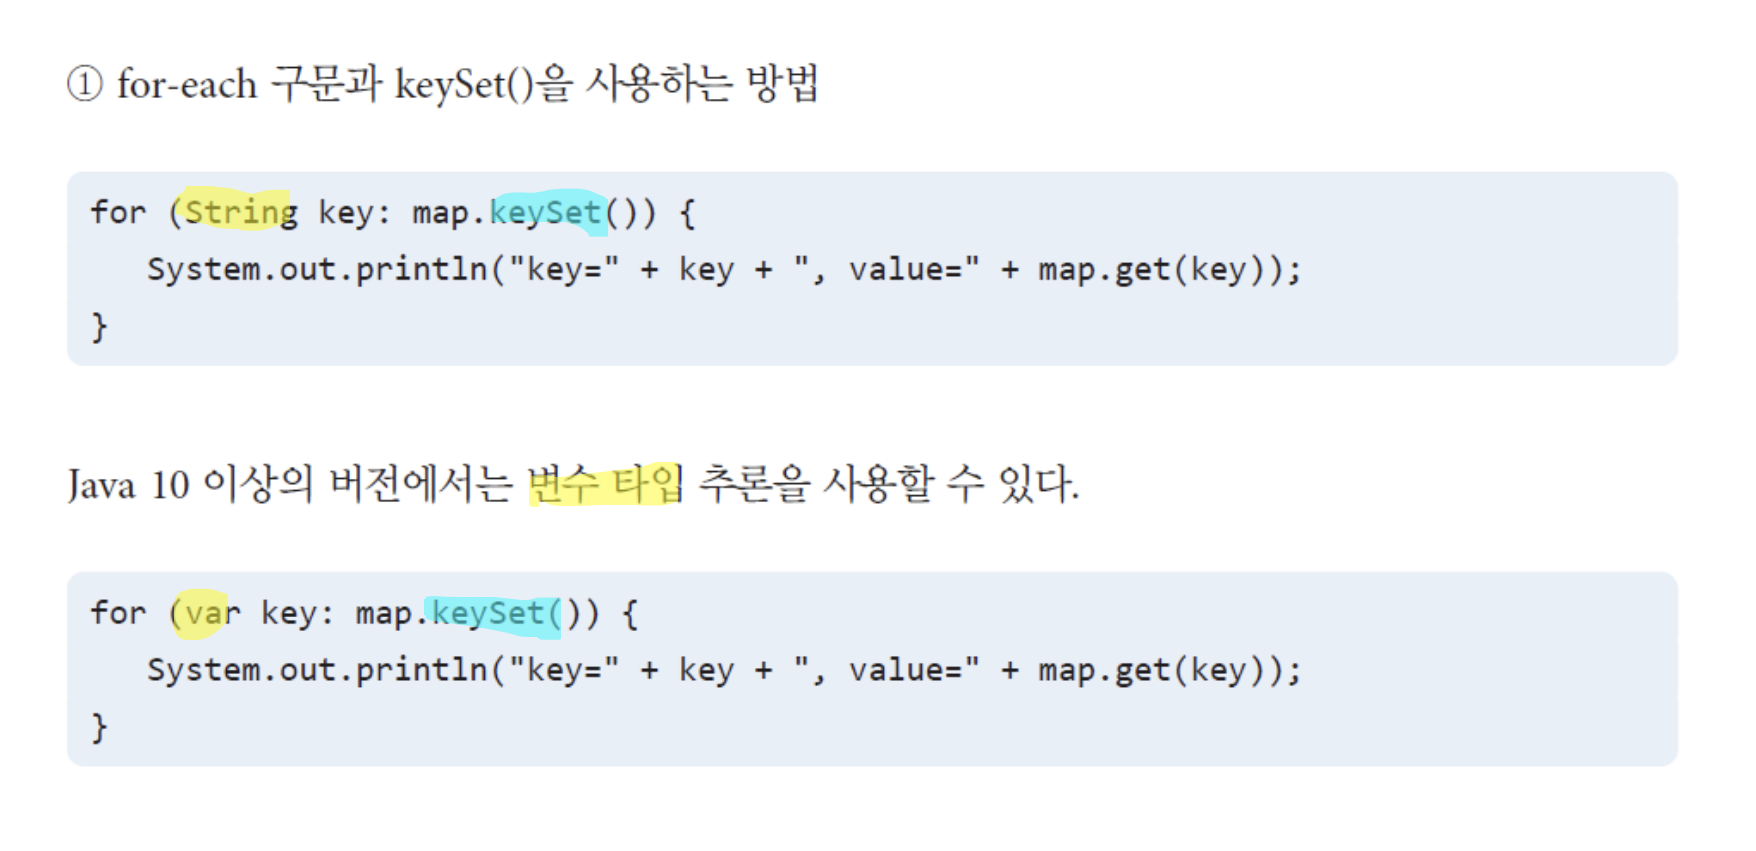 ① for-each 구문과 keySet()을 사용하는 방법
for (String key: map.keySet()) {
   System.out.println("key=" + key + ", value=" + map.get(key));
}
Java 10 이상의 버전에서는 변수 타입 추론을 사용할 수 있다.
for (var key: map.keySet()) {
   System.out.println("key=" + key + ", value=" + map.get(key));
}